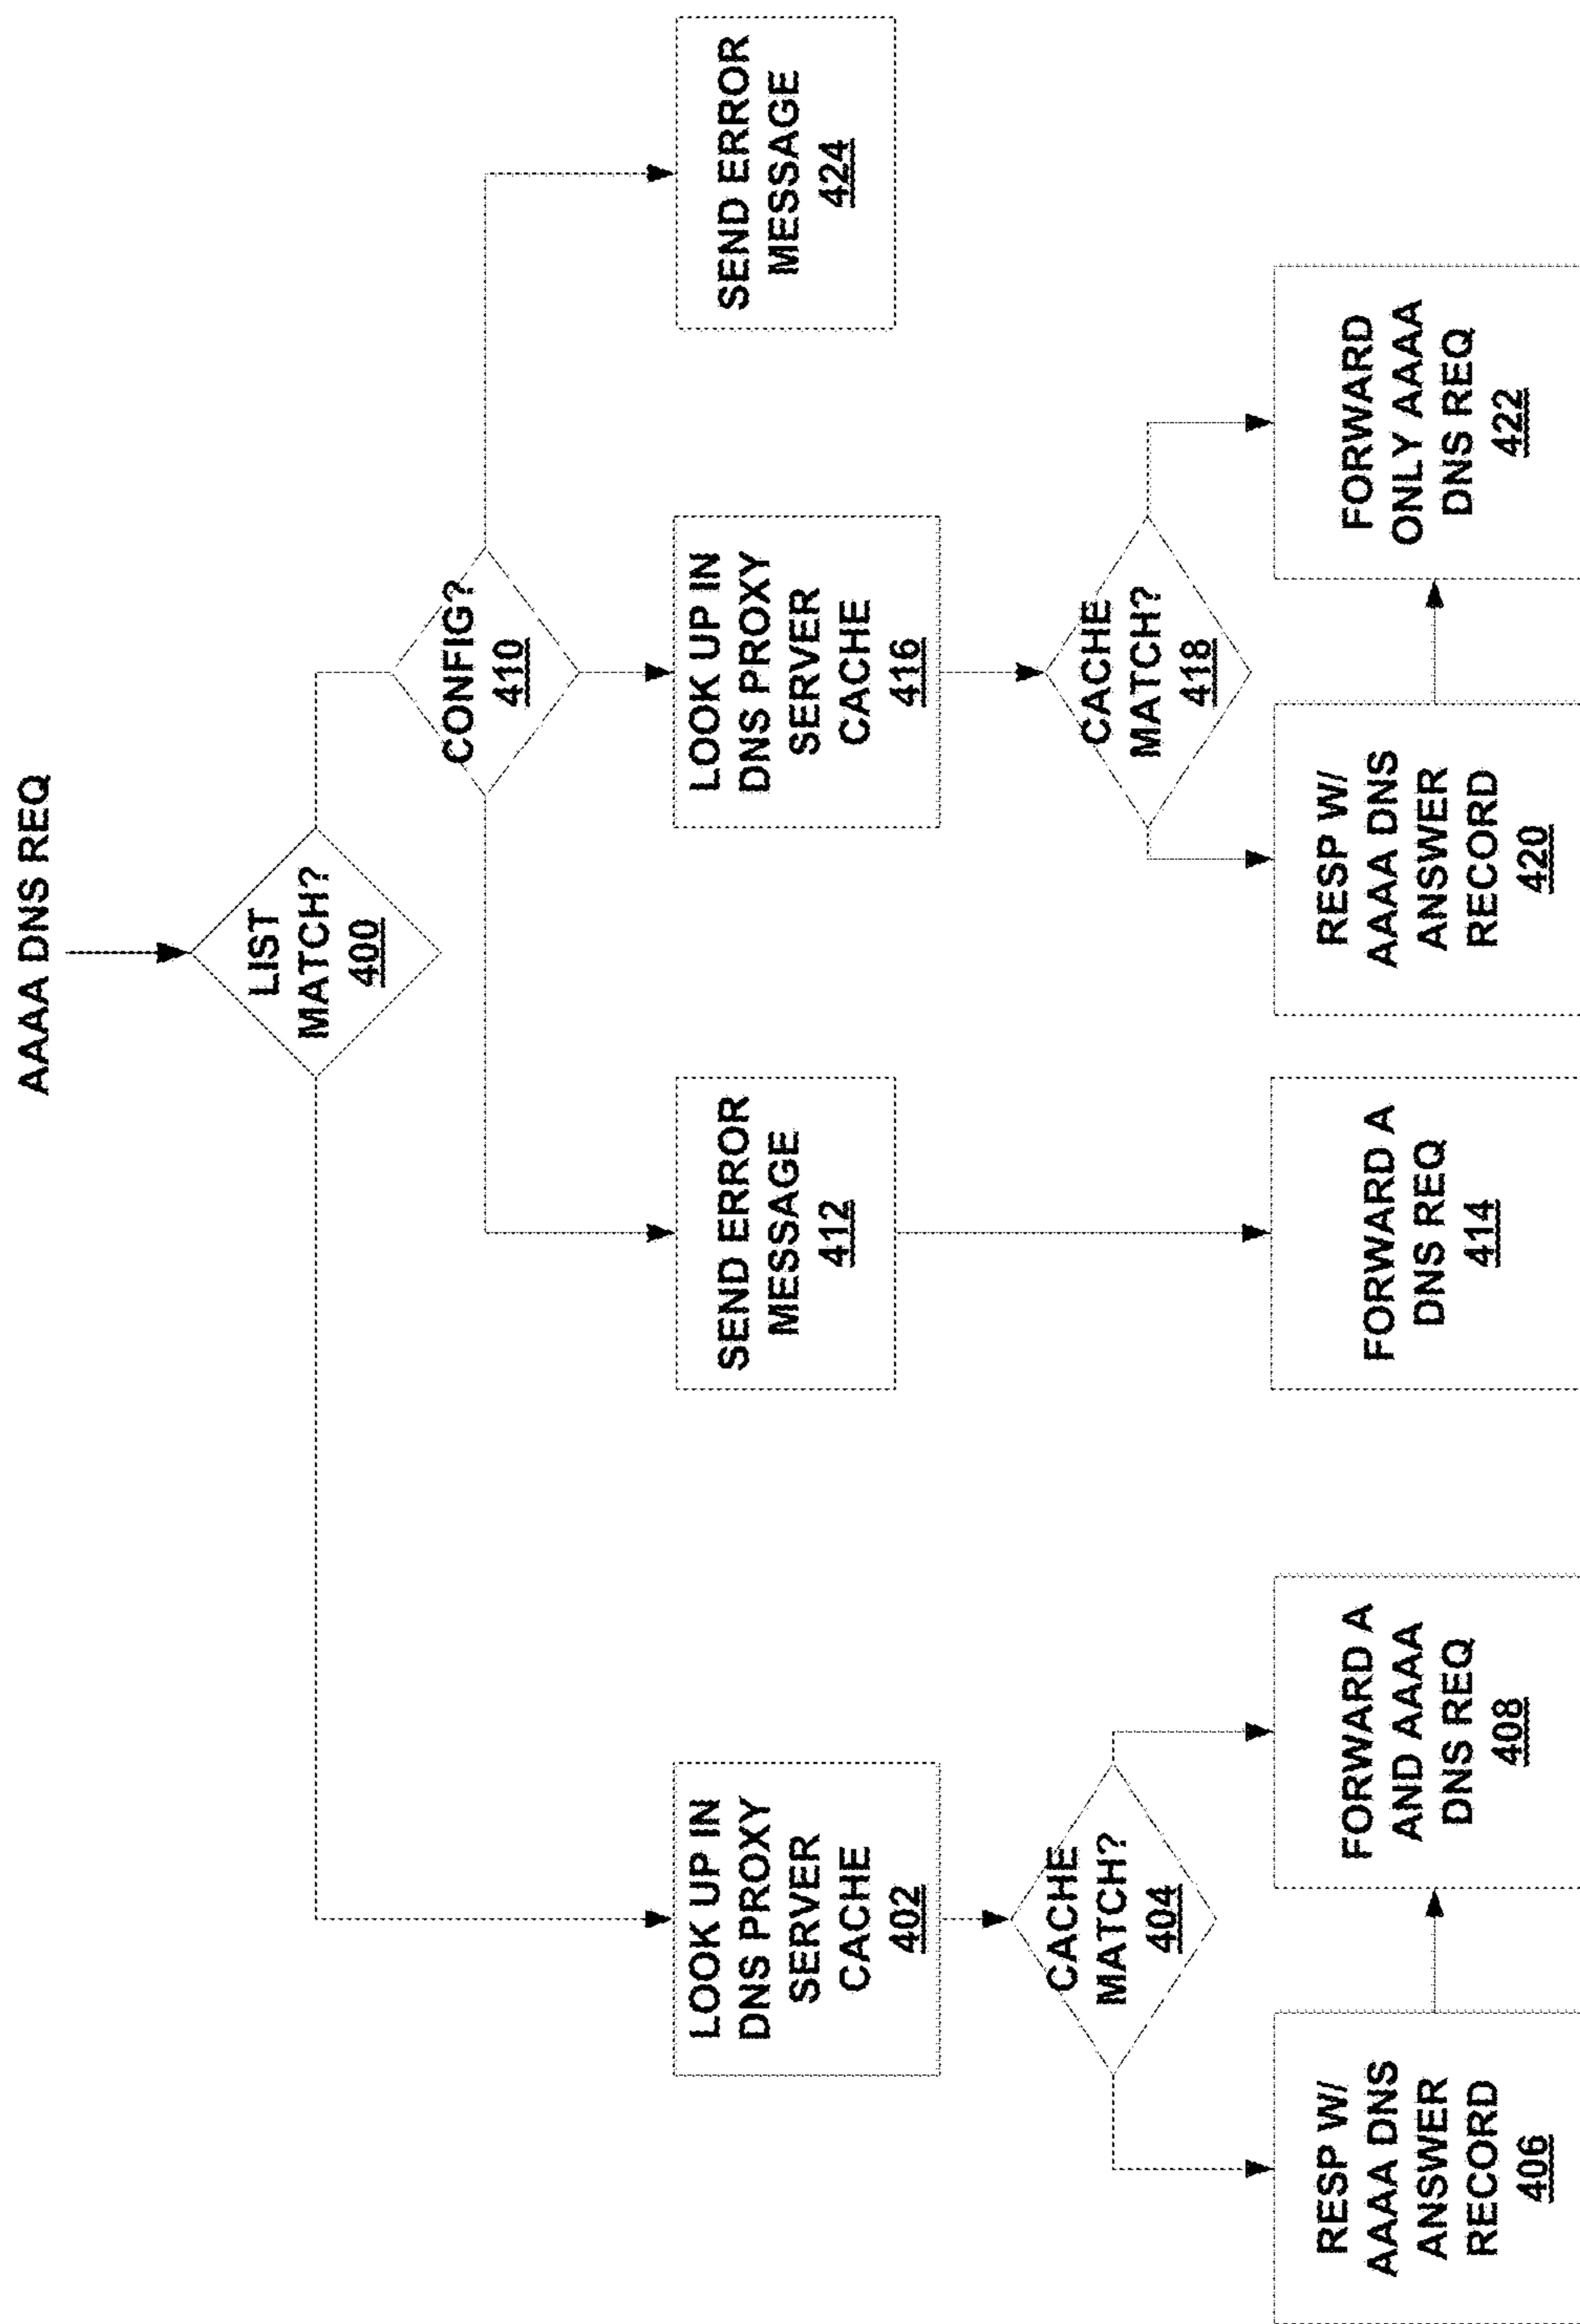 AAAA DNS REQ
LIST
MATCH?
400
CONFIG?
410
SEND ERROR
MESSAGE
424
SEND ERROR
MESSAGE
412
LOOK UP IN
DNS PROXY
SERVER
CACHE
416
LOOK UP IN
DNS PROXY
SERVER
CACHE
402
CACHE
MATCH?
404
CACHE
MATCH?
418
RESP W/
AAAA DNS
ANSWER
RECORD
406
FORWARD A
AND AAAA
DNS REQ
408
FORWARD A
DNS REQ
414
RESP W/
AAAA DNS
ANSWER
RECORD
420
FORWARD
ONLY AAAA
DNS REQ
422